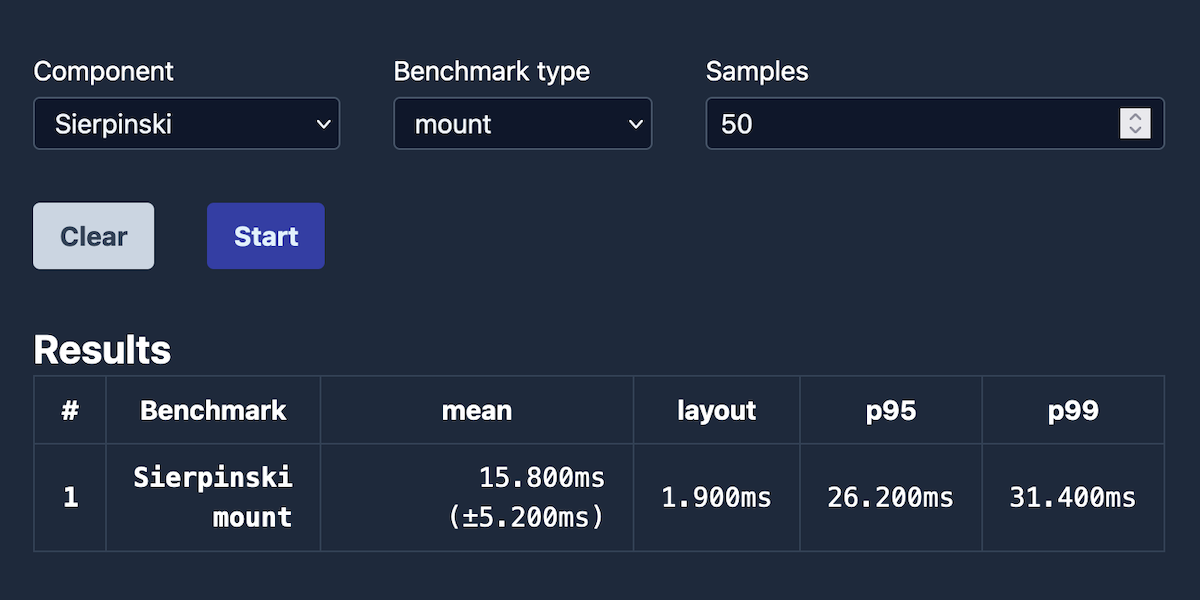 Component Benchmark type Samples
Sierpinski mount 50
Clear Start
Results
# Benchmark mean layout p95 p99
1 Sierpinski mount 15.800ms (±5.200ms) 1.900ms 26.200ms 31.400ms